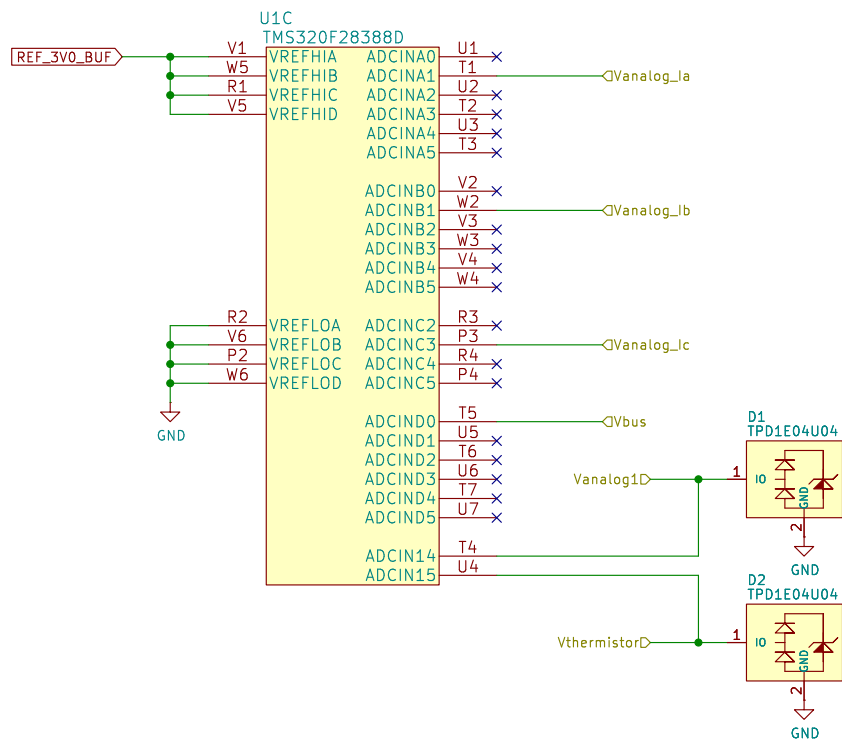 U1C
TMS320F28388D
REF_3V0_BUF
V1 VREFHIA ADCINA0 U1
W5 VREFHIB ADCINA1 T1 Vanalog_Ia
R1 VREFHIC ADCINA2 U2
V5 VREFHID ADCINA3 T2
ADCINA4 U3
ADCINA5 T3
ADCINB0 V2
ADCINB1 W2 Vanalog_Ib
ADCINB2 V3
ADCINB3 W3
ADCINB4 V4
ADCINB5 W4
R2 VREFLOA ADCINC2 R3
V6 VREFLOB ADCINC3 P3 Vanalog_Ic
P2 VREFLOC ADCINC4 R4
W6 VREFLOD ADCINC5 P4
GND
ADCIND0 T5 Vbus
ADCIND1 U5
ADCIND2 T6
ADCIND3 U6
ADCIND4 T7
ADCIND5 U7
ADCIN14 T4
ADCIN15 U4
D1
TPD1E04U04
Vanalog1 1 IO
GND
2
GND
D2
TPD1E04U04
Vthermistor 1 IO
GND
2
GND